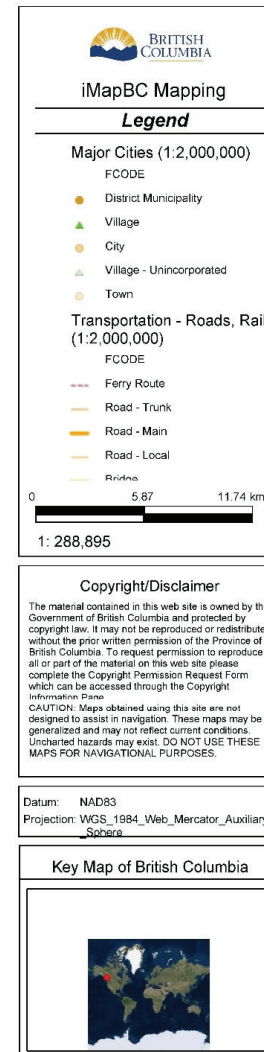 BRITISH
COLUMBIA
iMapBC Mapping
Legend
Major Cities (1:2,000,000)
FCODE
District Municipality
Village
City
Village - Unincorporated
Town
Transportation - Roads, Rail
(1:2,000,000)
FCODE
Ferry Route
Road - Trunk
Road - Main
Road - Local
Bridge
0 5.87 11.74 km
1: 288,895
Copyright/Disclaimer
The material contained in this web site is owned by th
Government of British Columbia and protected by
copyright law. It may not be reproduced or redistribute
without the prior written permission of the Province of
British Columbia. To request permission to reproduce
all or part of the material on this web site please
complete the Copyright Permission Request Form
which can be accessed through the Copyright
Information Page
CAUTION: Maps obtained using this site are not
designed to assist in navigation. These maps may be
generalized and may not reflect current conditions.
Uncharted hazards may exist. DO NOT USE THESE
MAPS FOR NAVIGATIONAL PURPOSES.
Datum: NAD83
Projection: WGS_1984_Web_Mercator_Auxiliary
_Sphere
Key Map of British Columbia